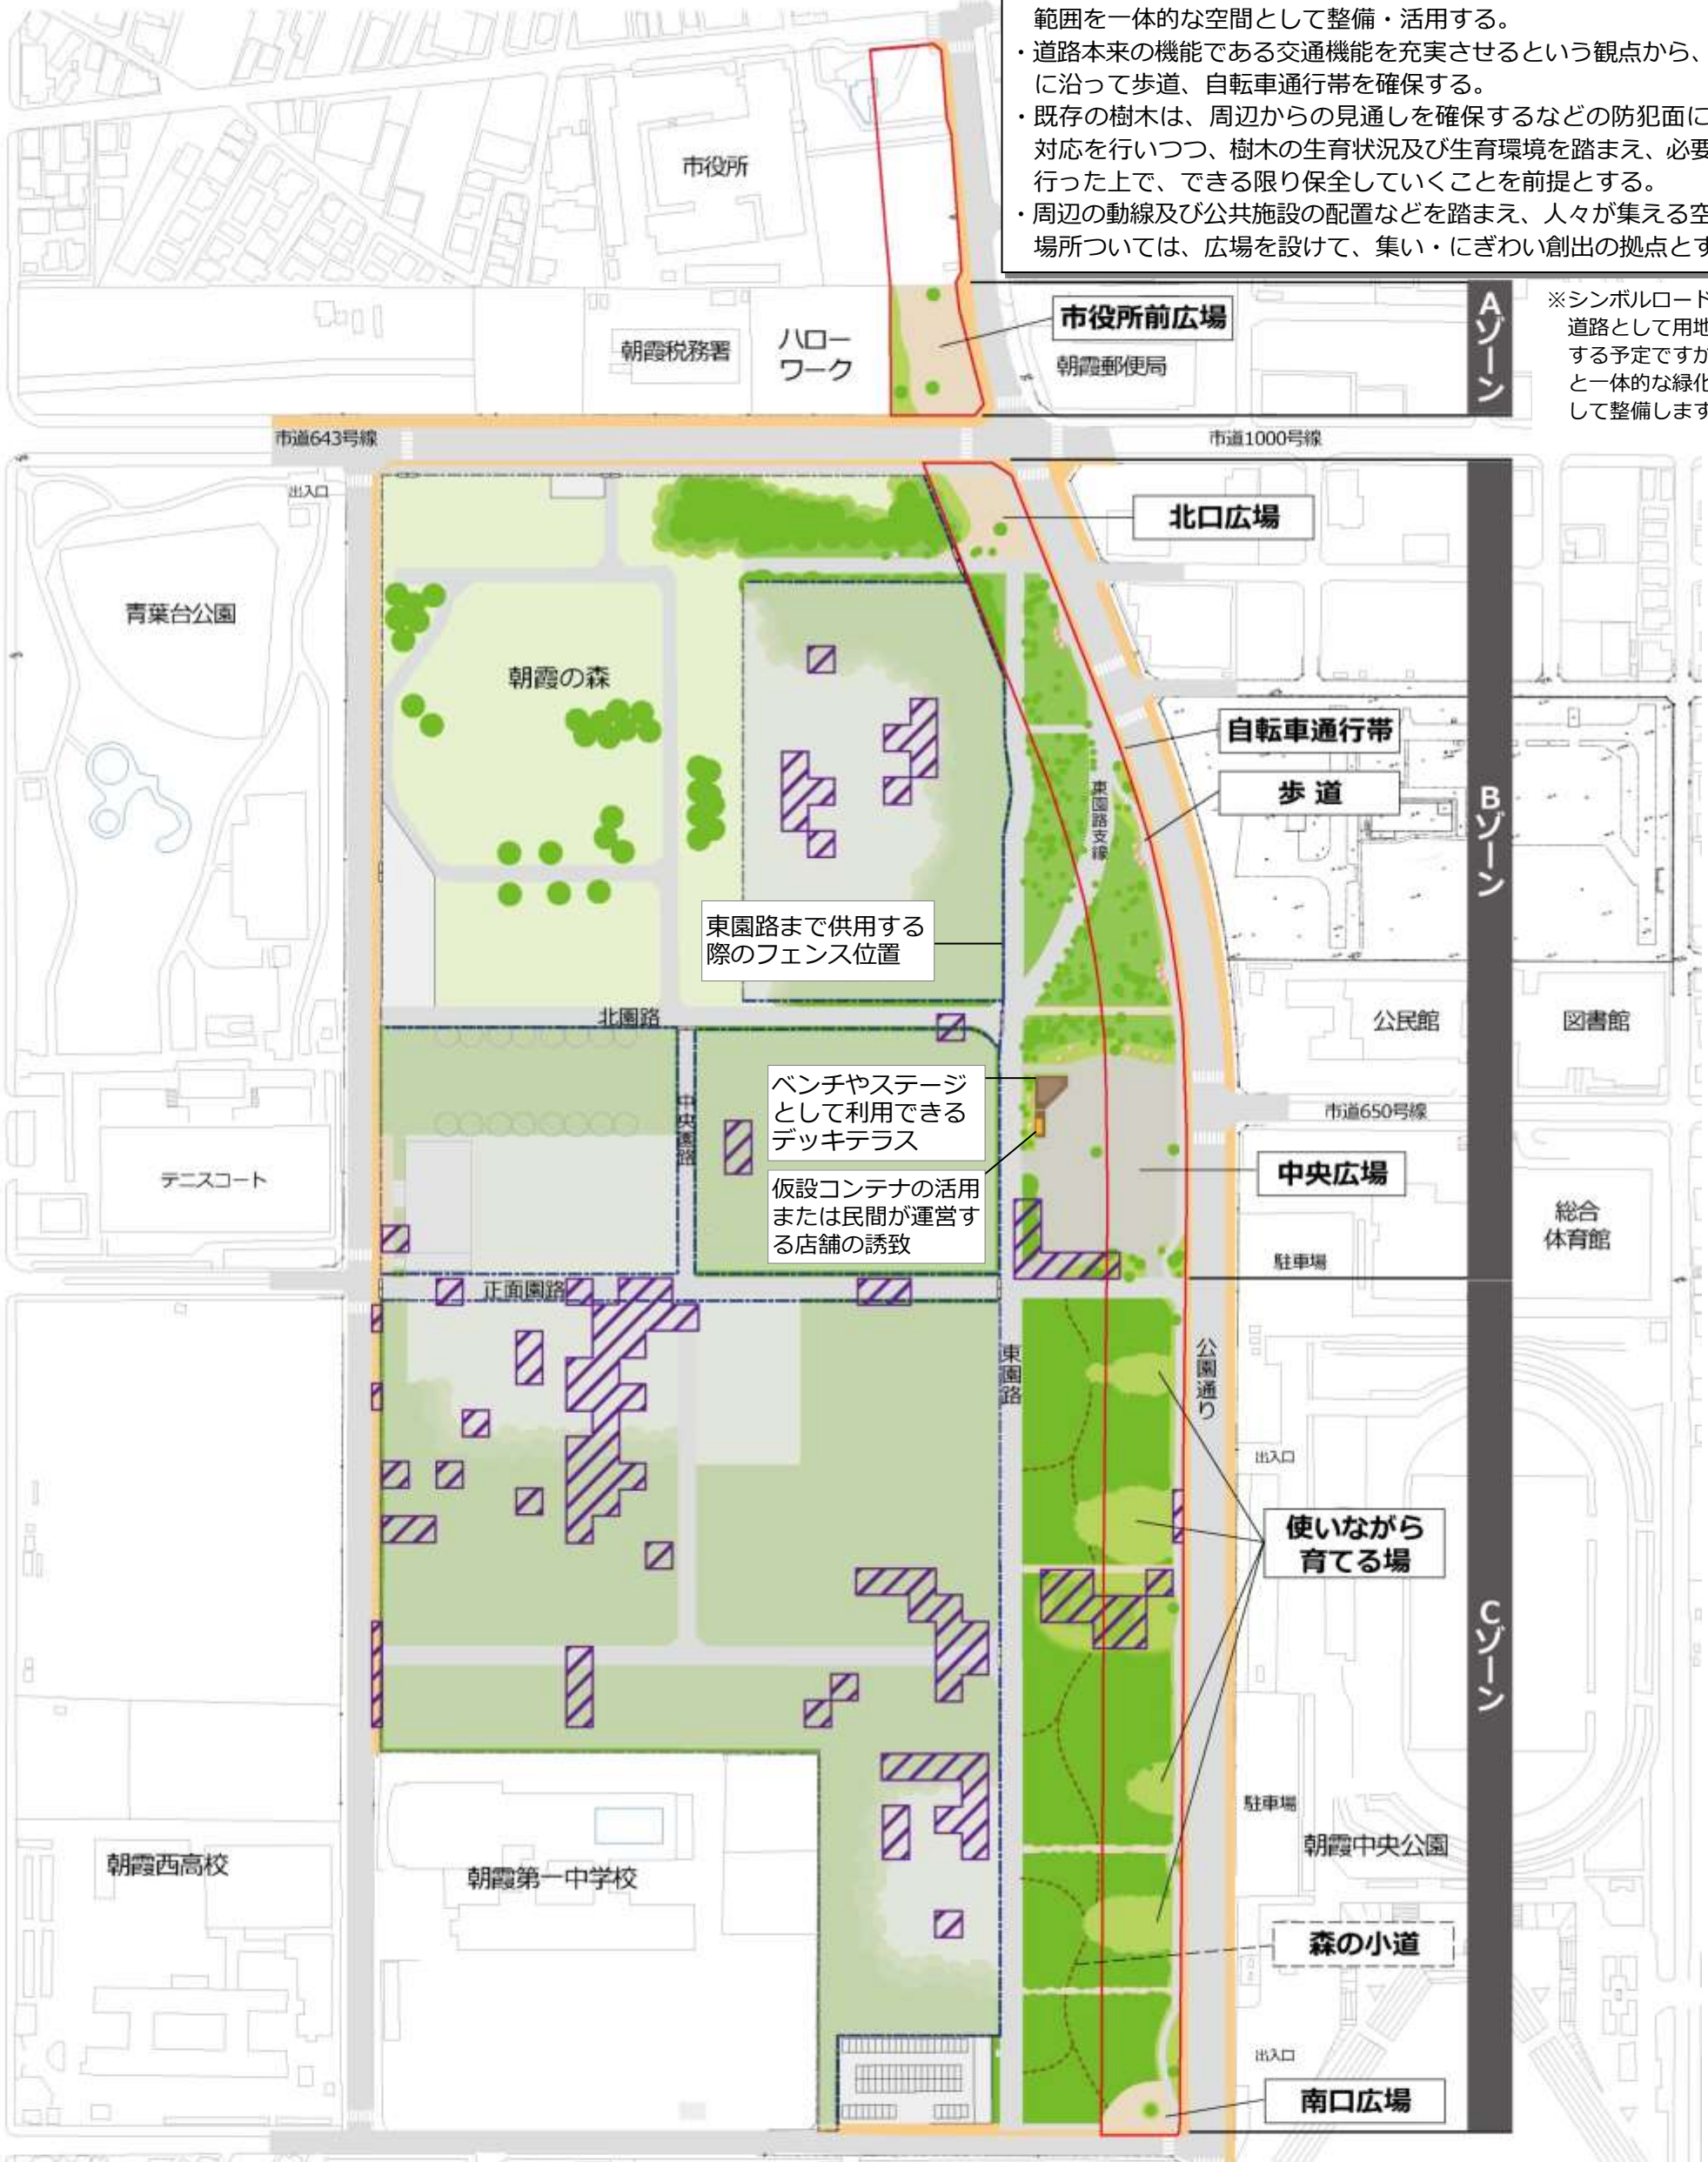 範囲を一体的な空間として整備・活用する。
・道路本来の機能である交通機能を充実させるという観点から、
に沿って歩道、自転車通行帯を確保する。
・既存の樹木は、周辺からの見通しを確保するなどの防犯面に
対応を行いつつ、樹木の生育状況及び生育環境を踏まえ、必要
行った上で、できる限り保全していくことを前提とする。
・周辺の動線及び公共施設の配置などを踏まえ、人々が集える空
場所ついては、広場を設けて、集い・にぎわい創出の拠点とす
※シンボルロード
道路として用地
する予定ですが
と一体的な緑化
して整備します
市役所
市役所前広場
朝霞税務署
ハロー
ワーク
朝霞郵便局
Aゾーン
市道643号線
市道1000号線
出入口
北口広場
青葉台公園
朝霞の森
自転車通行帯
歩道
東園路支線
Bゾーン
東園路まで供用する
際のフェンス位置
北園路
公民館
図書館
ベンチやステージ
として利用できる
デッキテラス
中央園路
市道650号線
テニスコート
中央広場
仮設コンテナの活用
または民間が運営す
る店舗の誘致
総合
体育館
駐車場
正面園路
東園路
公園通り
出入口
使いながら
育てる場
Cゾーン
駐車場
朝霞中央公園
朝霞西高校
朝霞第一中学校
森の小道
出入口
南口広場